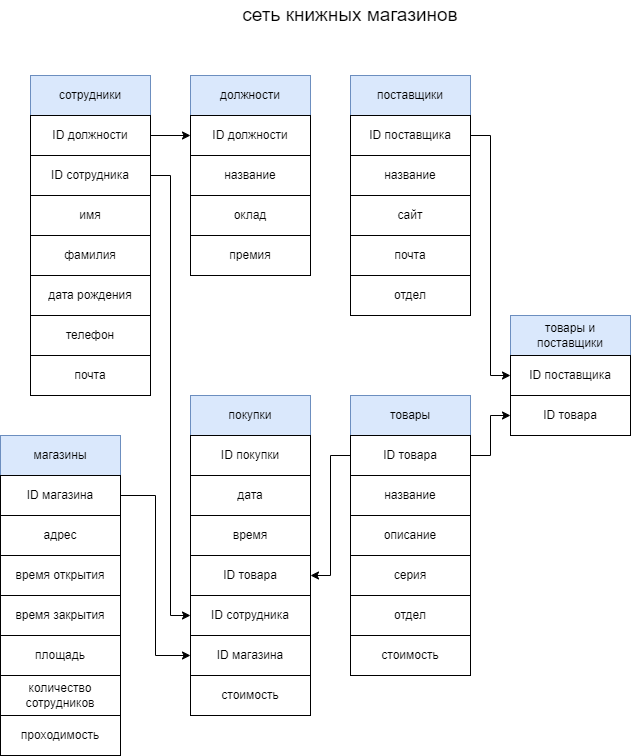 сеть книжных магазинов
сотрудники
ID должности
ID сотрудника
имя
фамилия
дата рождения
телефон
почта
должности
ID должности
название
оклад
премия
поставщики
ID поставщика
название
сайт
почта
отдел
товары и
поставщики
ID поставщика
ID товара
магазины
ID магазина
адрес
время открытия
время закрытия
площадь
количество
сотрудников
проходимость
покупки
ID покупки
дата
время
ID товара
ID сотрудника
ID магазина
стоимость
товары
ID товара
название
описание
серия
отдел
стоимость